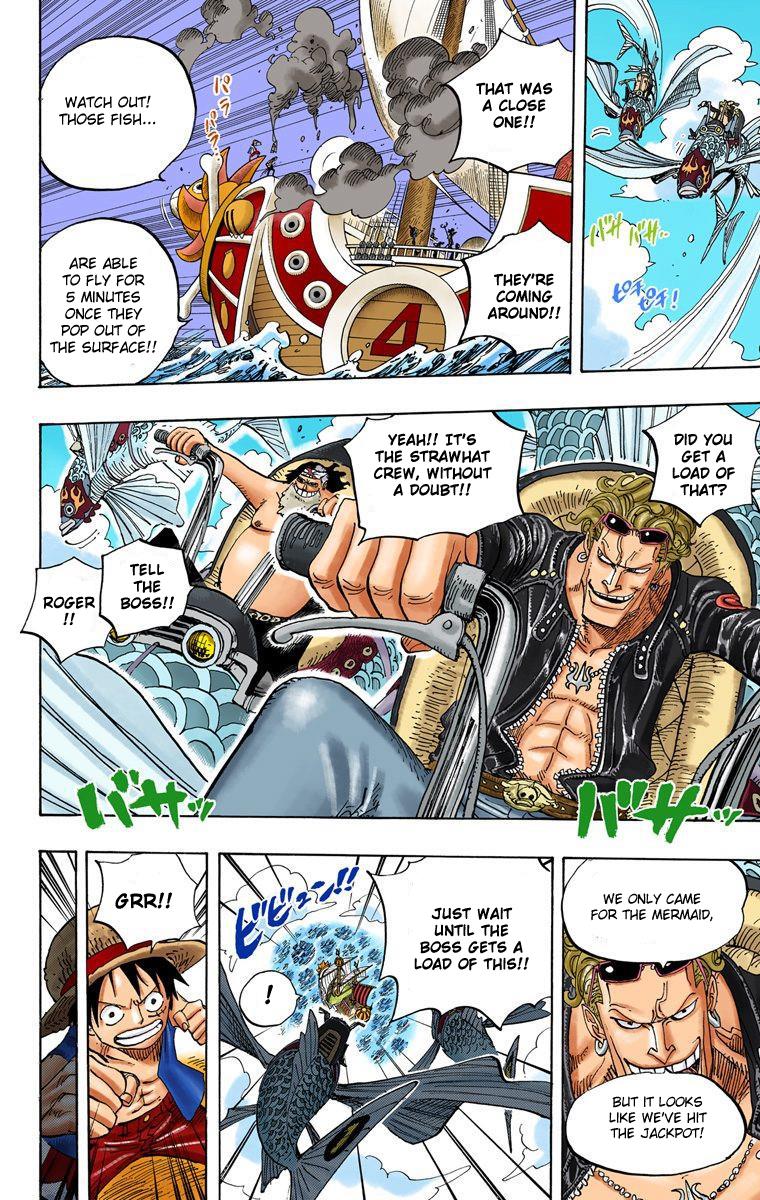 バサ バサ‥
ピチピチ!
THAT WAS
A CLOSE
ONE!!
THEY'RE
COMING
AROUND!!
パラ
パラ
WATCH OUT!
THOSE FISH...
ARE ABLE
TO FLY FOR
5 MINUTES
ONCE THEY
POP OUT OF
THE SURFACE!!
4
DID YOU
GET A
LOAD OF
THAT?
YEAH!! IT'S
THE STRAWHAT
CREW, WITHOUT
A DOUBT!!
TELL
THE
BOSS!!
ROGER
!!
バサッ
バサッ
WE ONLY CAME
FOR THE MERMAID,
BUT IT LOOKS
LIKE WE'VE HIT
THE JACKPOT!
JUST WAIT
UNTIL THE
BOSS GETS A
LOAD OF THIS!!
ビビュン!!
!
GRR!!